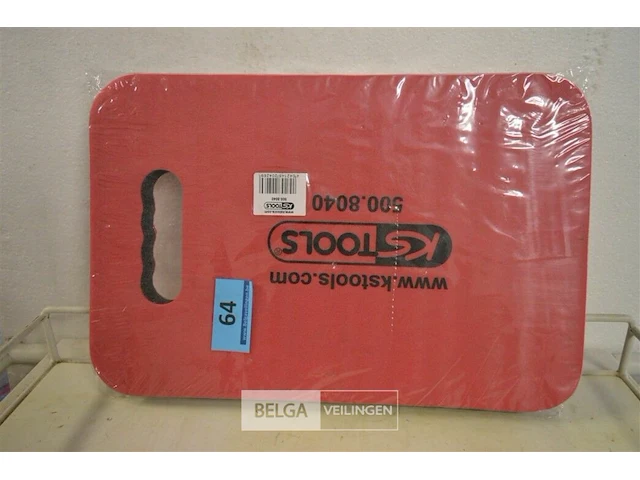 www.kstools.com
KSTOOLS®
500.8040
64
BELGA VEILINGEN